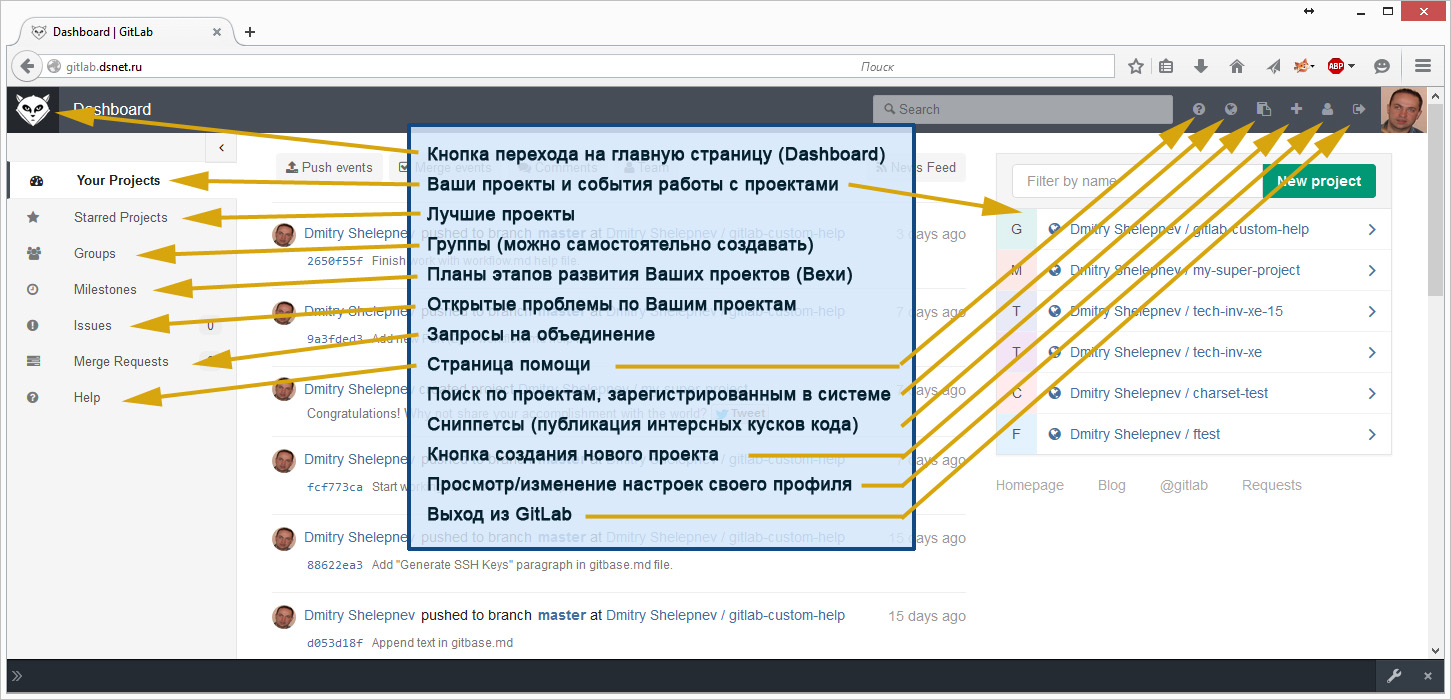 Dashboard | GitLab
gitlab.dsnet.ru
Поиск
ABP
Dashboard
Search
Push events
Merge events
Comments
Team
News Feed
Your Projects
Starred Projects
Groups
Milestones
Issues 0
Merge Requests
Help
Кнопка перехода на главную страницу (Dashboard)
Ваши проекты и события работы с проектами
Лучшие проекты
Группы (можно самостоятельно создавать)
Планы этапов развития Ваших проектов (Вехи)
Открытые проблемы по Вашим проектам
Запросы на объединение
Страница помощи
Поиск по проектам, зарегистрированным в системе
Сниппетсы (публикация интерсных кусков кода)
Кнопка создания нового проекта
Просмотр/изменение настроек своего профиля
Выход из GitLab
Dmitry Shelepnev pushed to branch master at Dmitry Shelepnev / gitlab-custom-help 3 days ago
2650f55f Finish work with workflow.md help file.
Dmitry Shelepnev pushed to branch master at Dmitry Shelepnev / gitlab-custom-help 7 days ago
9a3fded3 Add new
Dmitry Shelepnev created project Dmitry Shelepnev / my-super-project 7 days ago
Congratulations! Why not share your accomplishment with the world? Tweet
Dmitry Shelepnev pushed to branch master at Dmitry Shelepnev / gitlab-custom-help 7 days ago
fcf773ca Start work
Dmitry Shelepnev pushed to branch master at Dmitry Shelepnev / gitlab-custom-help 15 days ago
88622ea3 Add "Generate SSH Keys" paragraph in gitbase.md file.
Dmitry Shelepnev pushed to branch master at Dmitry Shelepnev / gitlab-custom-help 15 days ago
d053d18f Append text in gitbase.md
Filter by name
New project
G Dmitry Shelepnev / gitlab-custom-help
M Dmitry Shelepnev / my-super-project
T Dmitry Shelepnev / tech-inv-xe-15
T Dmitry Shelepnev / tech-inv-xe
C Dmitry Shelepnev / charset-test
F Dmitry Shelepnev / ftest
Homepage Blog @gitlab Requests